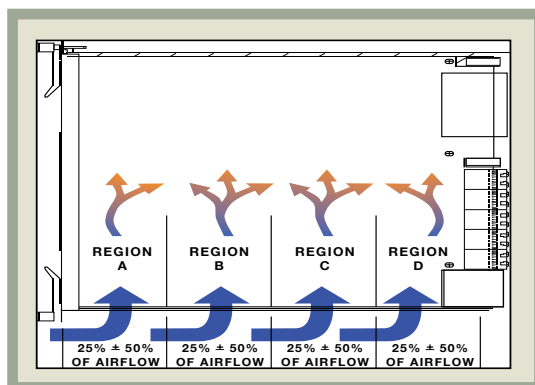 REGION
A
REGION
B
REGION
C
REGION
D
25% ± 50%
OF AIRFLOW
25% ± 50%
OF AIRFLOW
25% ± 50%
OF AIRFLOW
25% ± 50%
OF AIRFLOW